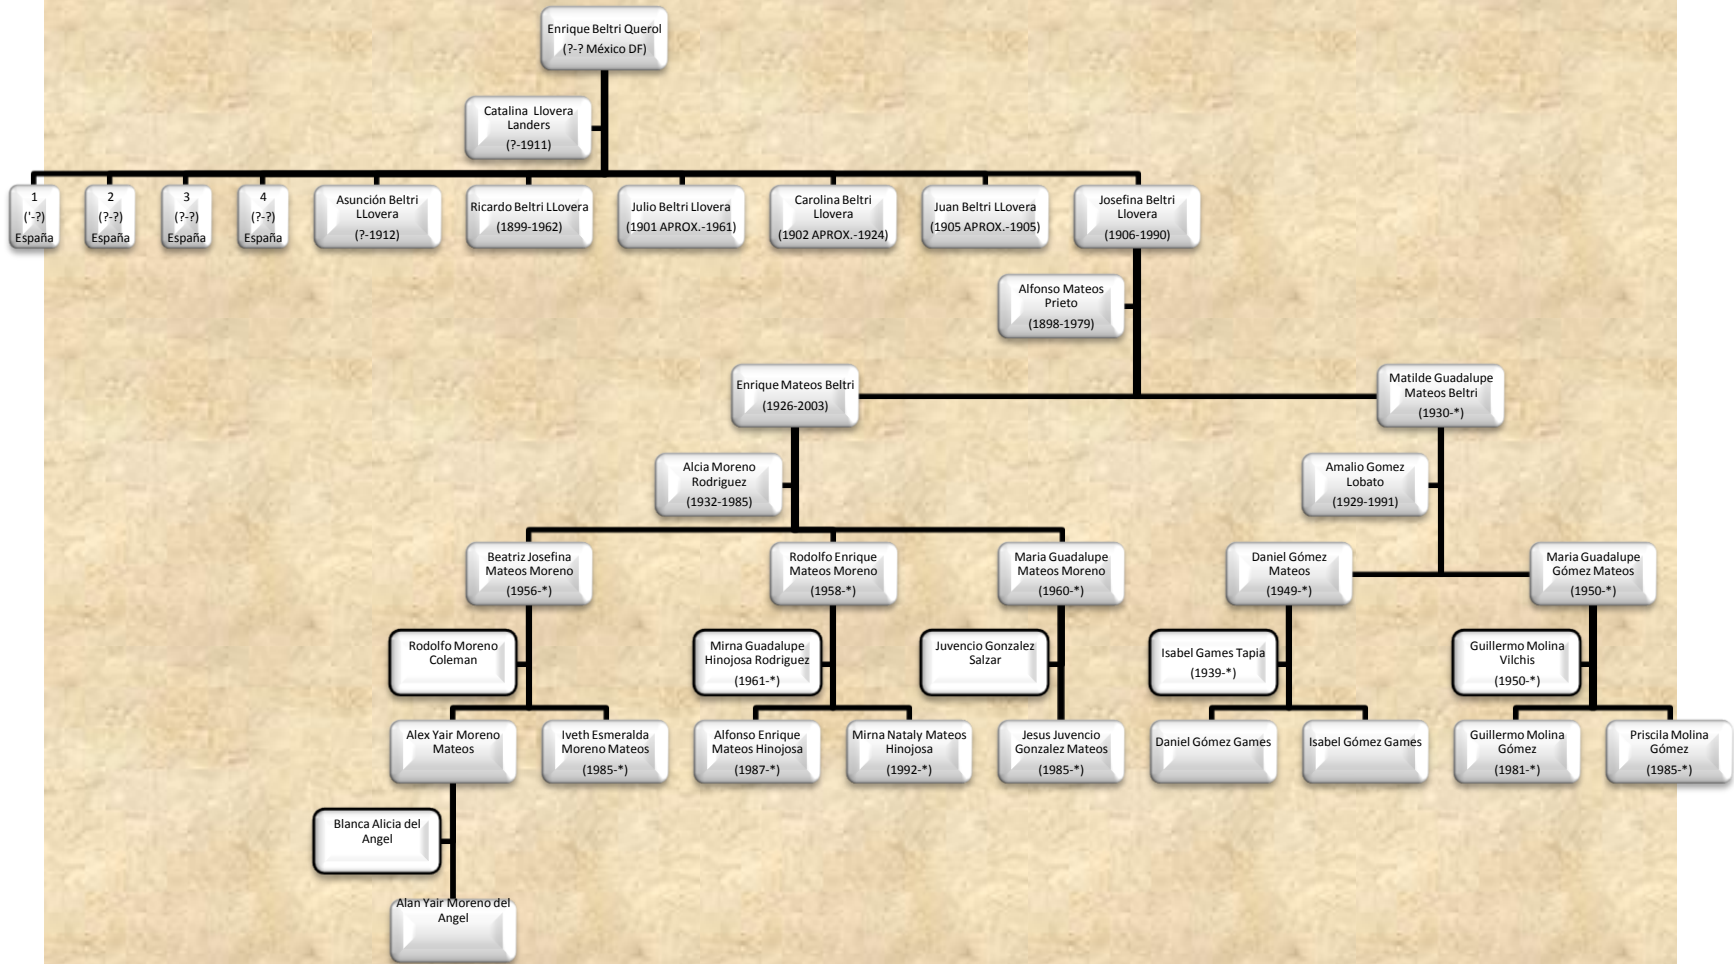 Enrique Beltri Querol
(?-? México DF)
Catalina Llovera
Landers
(?-1911)
1
('-?)
España
2
(?-?)
España
3
(?-?)
España
4
(?-?)
España
Asunción Beltri
LLovera
(?-1912)
Ricardo Beltri LLovera
(1899-1962)
Julio Beltri Llovera
(1901 APROX.-1961)
Carolina Beltri
Llovera
(1902 APROX.-1924)
Juan Beltri LLovera
(1905 APROX.-1905)
Josefina Beltri
Llovera
(1906-1990)
Alfonso Mateos
Prieto
(1898-1979)
Enrique Mateos Beltri
(1926-2003)
Matilde Guadalupe
Mateos Beltri
(1930-*)
Alcia Moreno
Rodriguez
(1932-1985)
Amalio Gomez
Lobato
(1929-1991)
Beatriz Josefina
Mateos Moreno
(1956-*)
Rodolfo Enrique
Mateos Moreno
(1958-*)
Maria Guadalupe
Mateos Moreno
(1960-*)
Daniel Gómez
Mateos
(1949-*)
Maria Guadalupe
Gómez Mateos
(1950-*)
Rodolfo Moreno
Coleman
Mirna Guadalupe
Hinojosa Rodriguez
(1961-*)
Juvencio Gonzalez
Salzar
Isabel Games Tapia
(1939-*)
Guillermo Molina
Vilchis
(1950-*)
Alex Yair Moreno
Mateos
Iveth Esmeralda
Moreno Mateos
(1985-*)
Alfonso Enrique
Mateos Hinojosa
(1987-*)
Mirna Nataly Mateos
Hinojosa
(1992-*)
Jesus Juvencio
Gonzalez Mateos
(1985-*)
Daniel Gómez Games
Isabel Gómez Games
Guillermo Molina
Gómez
(1981-*)
Priscila Molina
Gómez
(1985-*)
Blanca Alicia del
Angel
Alan Yair Moreno del
Angel